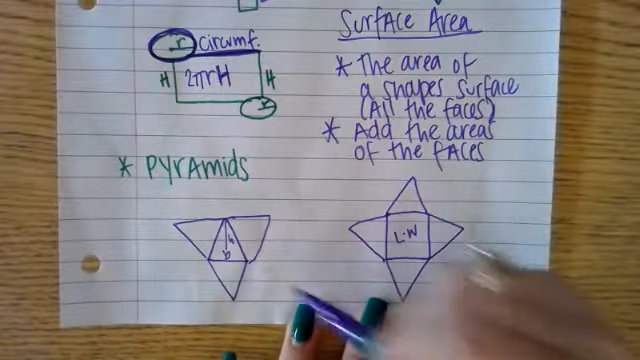 Surface Area
r circumf.
H 2πrH H
r
* The area of
a shapes surface
(All the faces)
* Add the areas
of the faces
* Pyramids
h
b
L·W